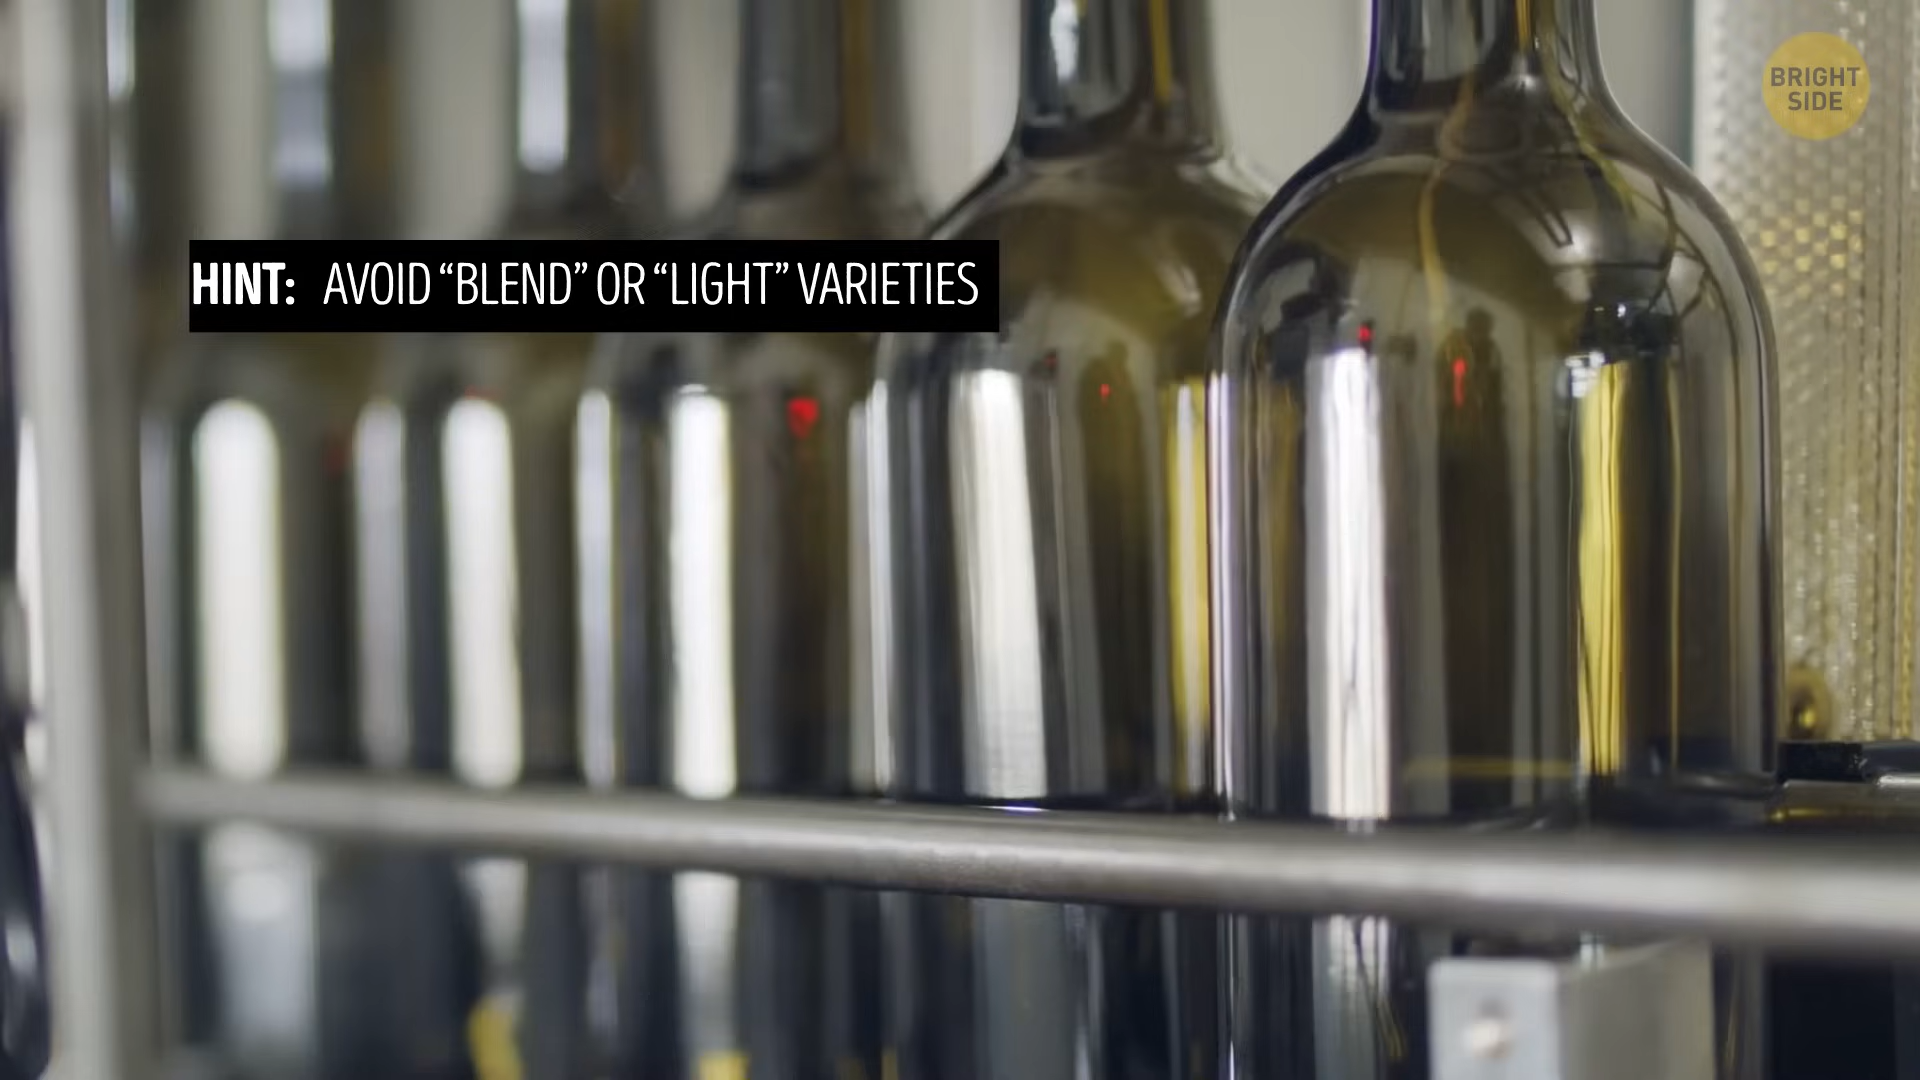 BRIGHT
SIDE
HINT: AVOID “BLEND” OR “LIGHT” VARIETIES